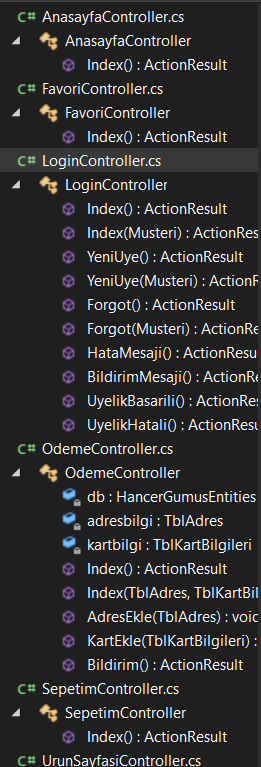 C# AnasayfaController.cs
AnasayfaController
Index() : ActionResult
C# FavoriController.cs
FavoriController
Index() : ActionResult
C# LoginController.cs
LoginController
Index() : ActionResult
Index(Musteri) : ActionRes
YeniUye() : ActionResult
YeniUye(Musteri) : ActionR
Forgot() : ActionResult
Forgot(Musteri) : ActionRes
HataMesaji() : ActionResu
BildirimMesaji() : ActionRe
UyelikBasarili() : ActionRes
UyelikHatali() : ActionResu
C# OdemeController.cs
OdemeController
db : HancerGumusEntities
adresbilgi : TblAdres
kartbilgi : TblKartBilgileri
Index() : ActionResult
Index(TblAdres, TblKartBil
AdresEkle(TblAdres) : void
KartEkle(TblKartBilgileri) :
Bildirim() : ActionResult
C# SepetimController.cs
SepetimController
Index() : ActionResult
C# UrunSayfasiController.cs